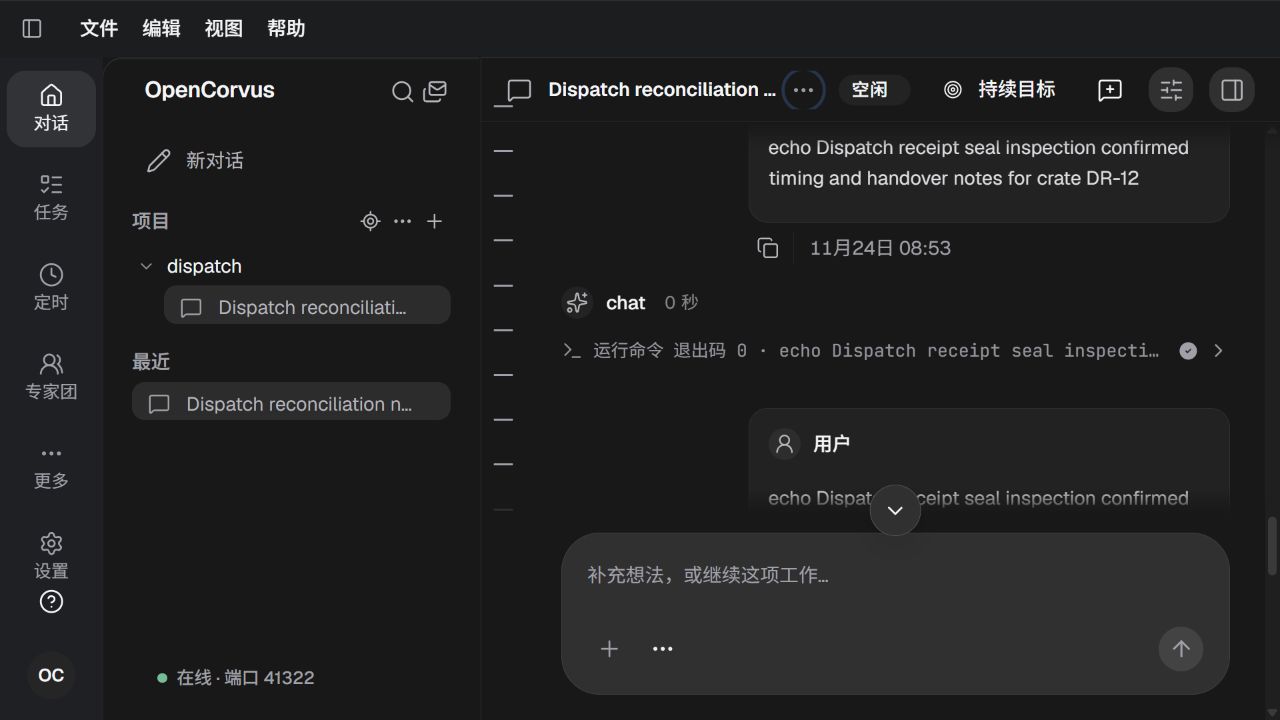 文件 编辑 视图 帮助
对话
任务
定时
专家团
更多
设置
OC
OpenCorvus
新对话
项目
dispatch
Dispatch reconciliati...
最近
Dispatch reconciliation n...
在线 · 端口 41322
Dispatch reconciliation ...
空闲
持续目标
echo Dispatch receipt seal inspection confirmed
timing and handover notes for crate DR-12
11月24日 08:53
chat 0 秒
运行命令 退出码 0 · echo Dispatch receipt seal inspecti...
用户
echo Dispatch receipt seal inspection confirmed
补充想法，或继续这项工作...